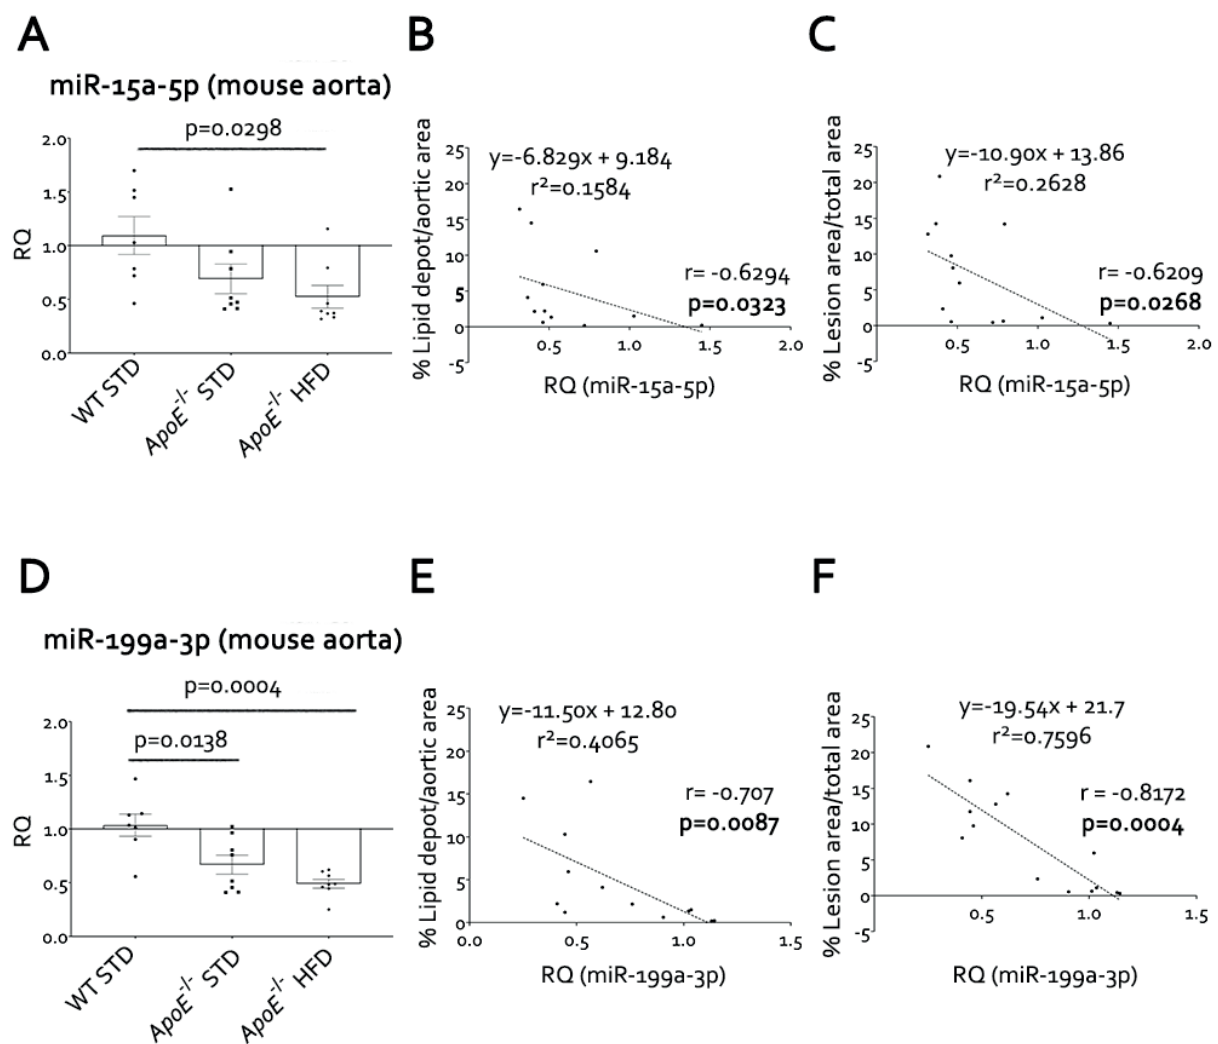 A
miR-15a-5p (mouse aorta)
p=0.0298
RQ
2.0
1.5
1.0
0.5
0.0
WT STD
ApoE-/- STD
ApoE-/- HFD
B
% Lipid depot/aortic area
25
20
15
10
5
0
-5
y=-6.829x + 9.184
r²=0.1584
r= -0.6294
p=0.0323
0.5
1.0
1.5
2.0
RQ (miR-15a-5p)
C
% Lesion area/total area
25
20
15
10
5
0
-5
y=-10.90x + 13.86
r²=0.2628
r= -0.6209
p=0.0268
0.5
1.0
1.5
2.0
RQ (miR-15a-5p)
D
miR-199a-3p (mouse aorta)
p=0.0004
p=0.0138
RQ
2.0
1.5
1.0
0.5
0.0
WT STD
ApoE-/- STD
ApoE-/- HFD
E
% Lipid depot/aortic area
25
20
15
10
5
0
y=-11.50x + 12.80
r²=0.4065
r= -0.707
p=0.0087
0.0
0.5
1.0
1.5
RQ (miR-199a-3p)
F
% Lesion area/total area
25
20
15
10
5
0
-5
y=-19.54x + 21.7
r²=0.7596
r = -0.8172
p=0.0004
0.5
1.0
1.5
RQ (miR-199a-3p)